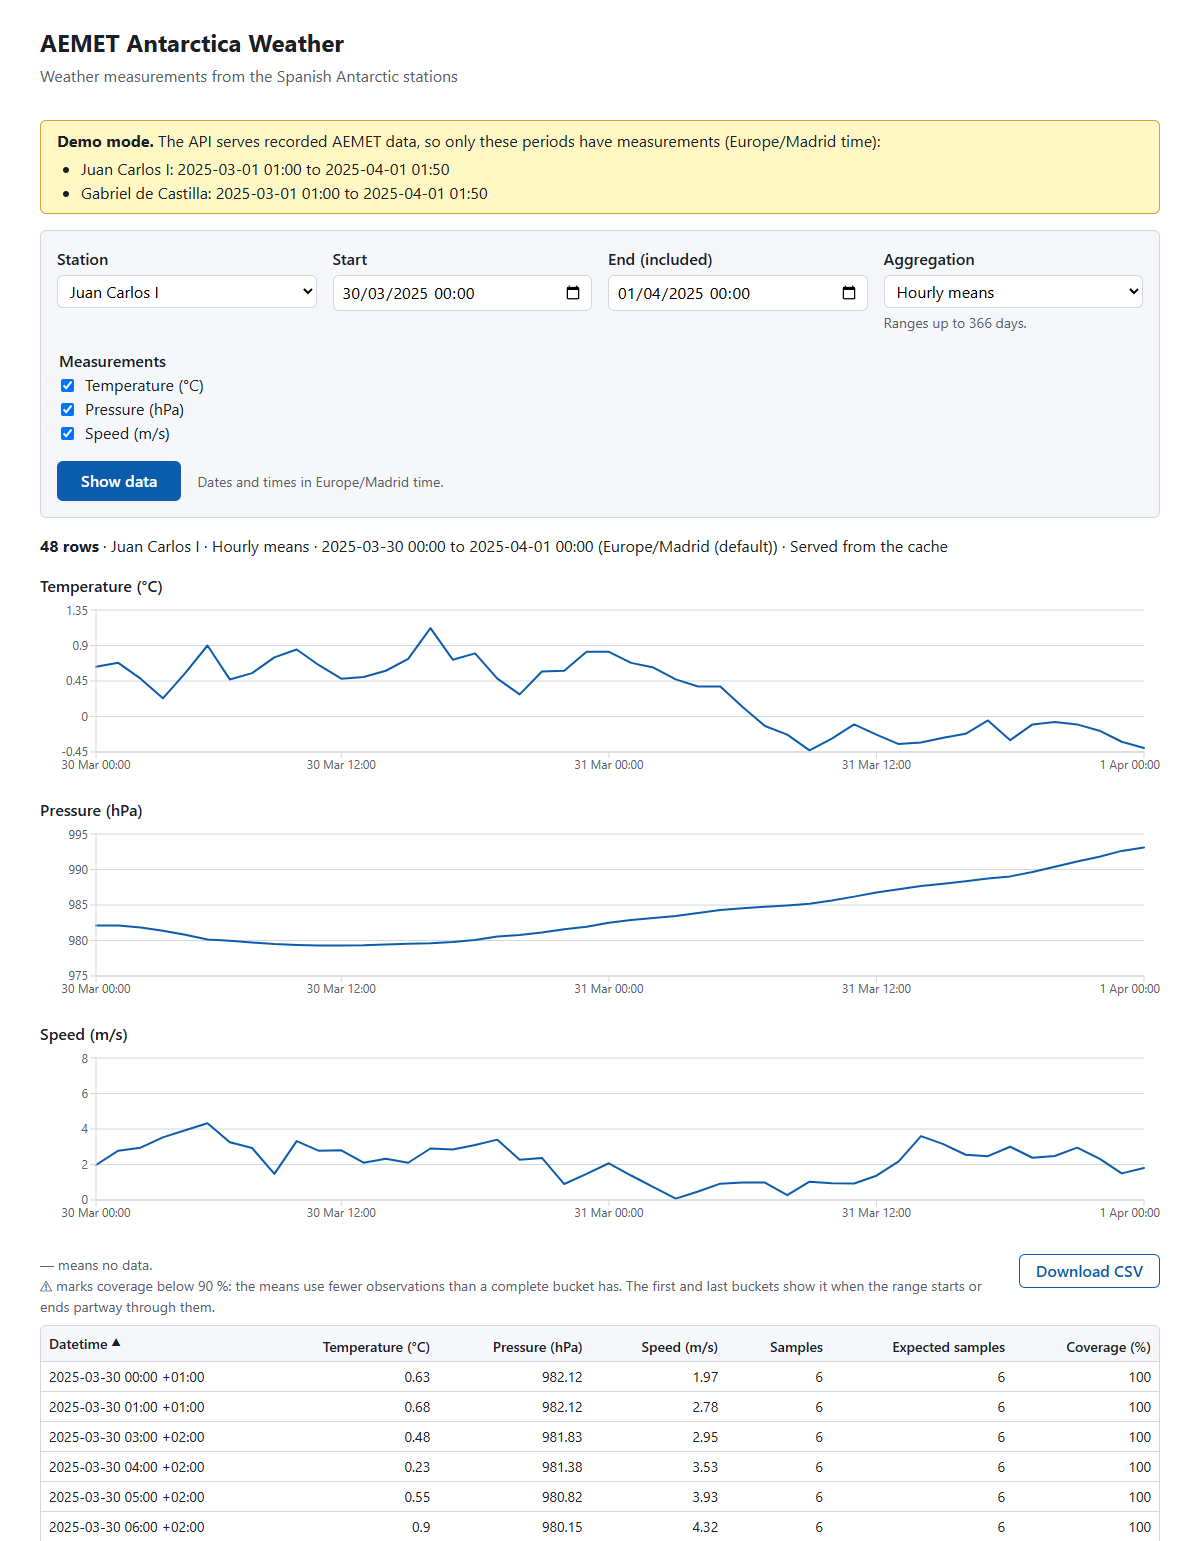 AEMET Antarctica Weather
Weather measurements from the Spanish Antarctic stations
Demo mode. The API serves recorded AEMET data, so only these periods have measurements (Europe/Madrid time):
• Juan Carlos I: 2025-03-01 01:00 to 2025-04-01 01:50
• Gabriel de Castilla: 2025-03-01 01:00 to 2025-04-01 01:50
Station Start End (included) Aggregation
Juan Carlos I 30/03/2025 00:00 01/04/2025 00:00 Hourly means
Ranges up to 366 days.
Measurements
Temperature (°C)
Pressure (hPa)
Speed (m/s)
Show data Dates and times in Europe/Madrid time.
48 rows · Juan Carlos I · Hourly means · 2025-03-30 00:00 to 2025-04-01 00:00 (Europe/Madrid (default)) · Served from the cache
Temperature (°C)
1.35
0.9
0.45
0
-0.45
30 Mar 00:00 30 Mar 12:00 31 Mar 00:00 31 Mar 12:00 1 Apr 00:00
Pressure (hPa)
995
990
985
980
975
30 Mar 00:00 30 Mar 12:00 31 Mar 00:00 31 Mar 12:00 1 Apr 00:00
Speed (m/s)
8
6
4
2
0
30 Mar 00:00 30 Mar 12:00 31 Mar 00:00 31 Mar 12:00 1 Apr 00:00
— means no data.
⚠ marks coverage below 90 %: the means use fewer observations than a complete bucket has. The first and last buckets show it when the range starts or
ends partway through them.
Download CSV
Datetime ▲ Temperature (°C) Pressure (hPa) Speed (m/s) Samples Expected samples Coverage (%)
2025-03-30 00:00 +01:00 0.63 982.12 1.97 6 6 100
2025-03-30 01:00 +01:00 0.68 982.12 2.78 6 6 100
2025-03-30 03:00 +02:00 0.48 981.83 2.95 6 6 100
2025-03-30 04:00 +02:00 0.23 981.38 3.53 6 6 100
2025-03-30 05:00 +02:00 0.55 980.82 3.93 6 6 100
2025-03-30 06:00 +02:00 0.9 980.15 4.32 6 6 100